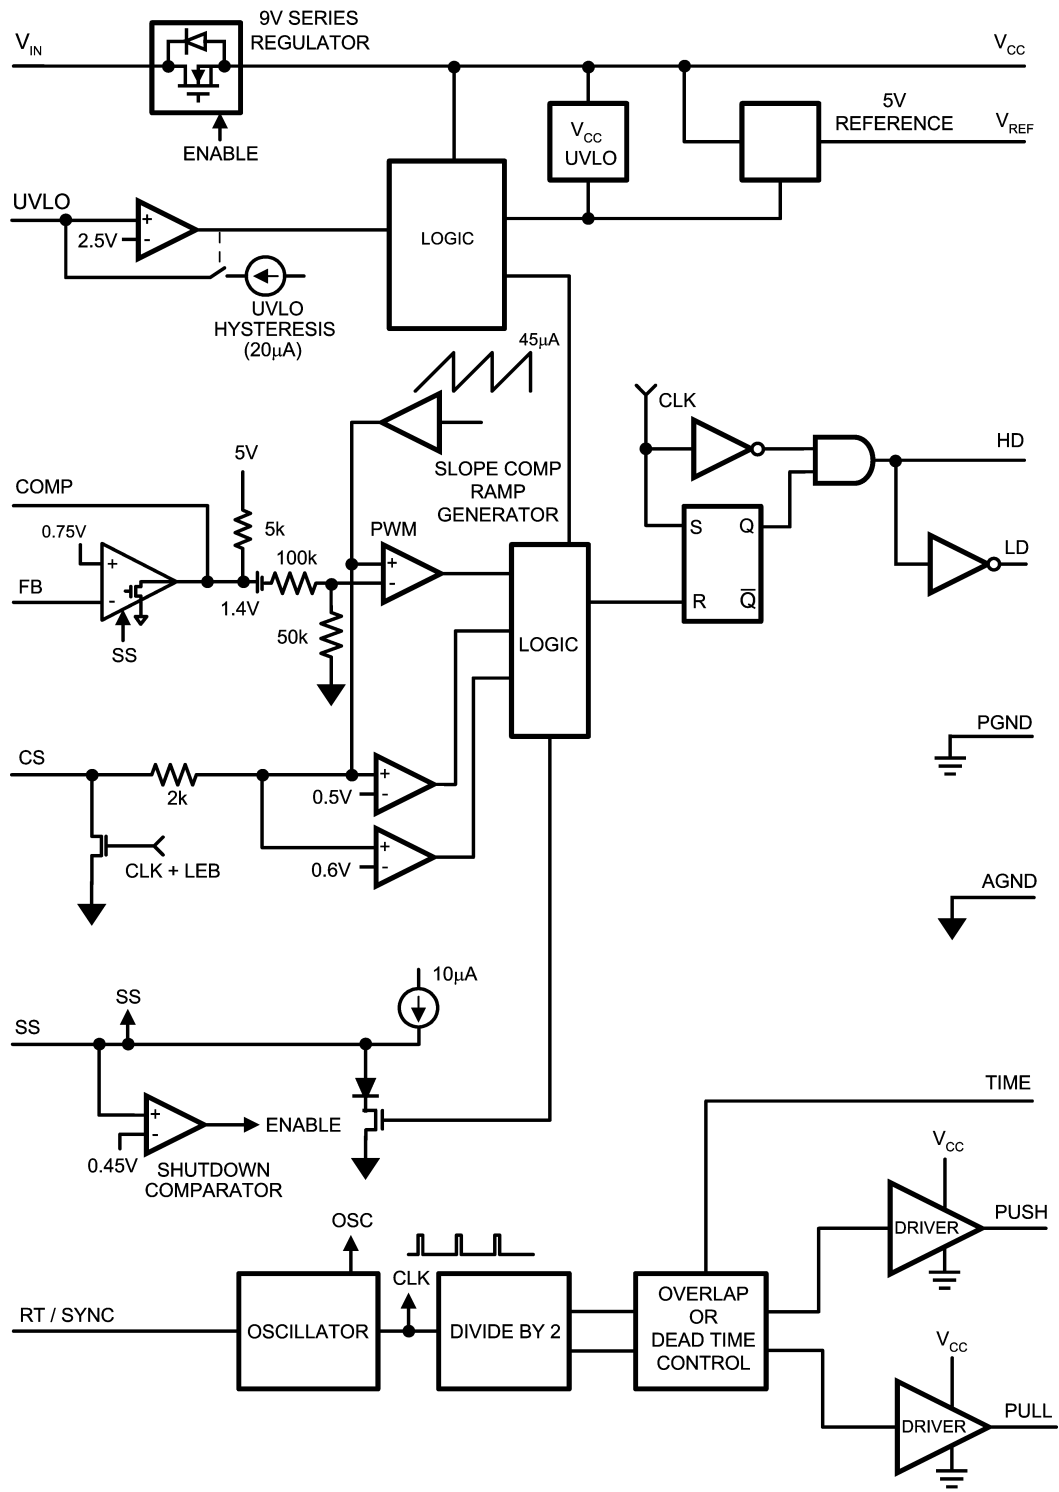 9V SERIES
REGULATOR
VIN
VCC
ENABLE
VCC
UVLO
5V
REFERENCE
VREF
UVLO
2.5V
+
-
LOGIC
UVLO
HYSTERESIS
(20µA)
45µA
CLK
HD
5V
SLOPE COMP
RAMP
GENERATOR
COMP
0.75V
5k
100k
PWM
S
Q
LD
+
-
FB
1.4V
+
-
R
Q̅
50k
SS
LOGIC
PGND
CS
2k
0.5V
+
-
CLK + LEB
0.6V
+
-
AGND
10µA
SS
SS
TIME
+
-
ENABLE
0.45V
SHUTDOWN
COMPARATOR
VCC
DRIVER
PUSH
OSC
CLK
RT / SYNC
OSCILLATOR
DIVIDE BY 2
OVERLAP
OR
DEAD TIME
CONTROL
VCC
DRIVER
PULL